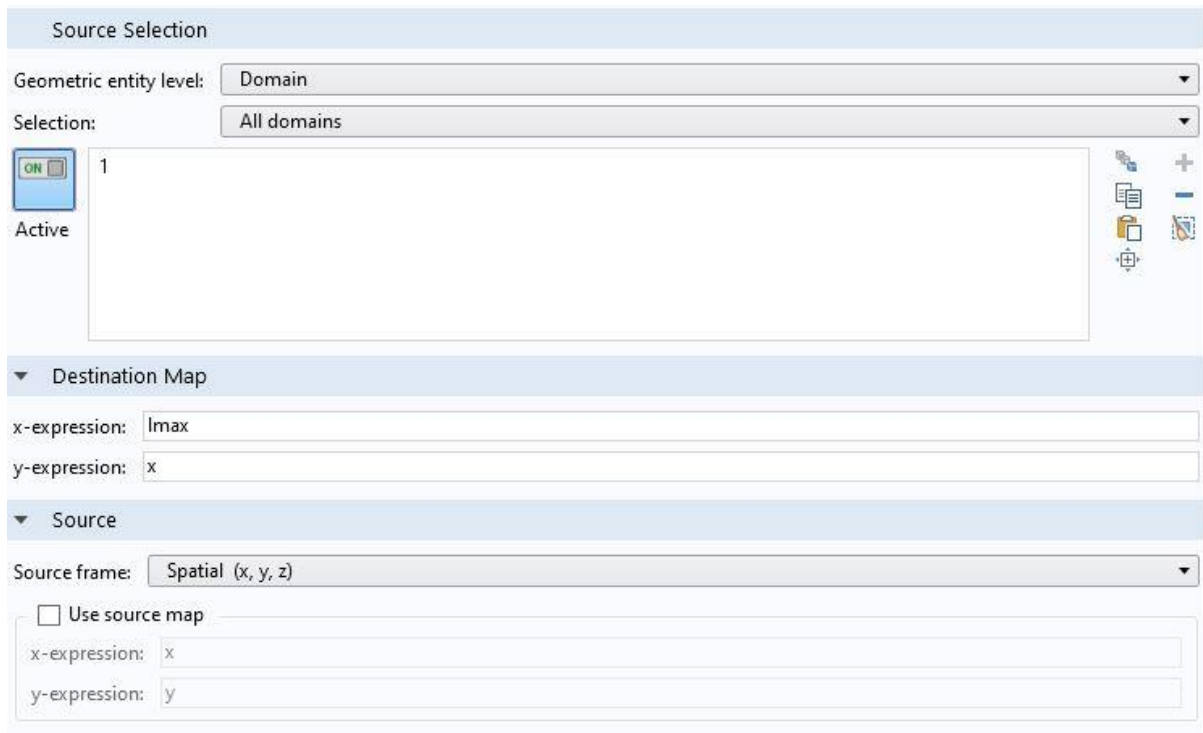 Source Selection
Geometric entity level: Domain
Selection: All domains
ON 1
Active
Destination Map
x-expression: lmax
y-expression: x
Source
Source frame: Spatial (x, y, z)
Use source map
x-expression: x
y-expression: y